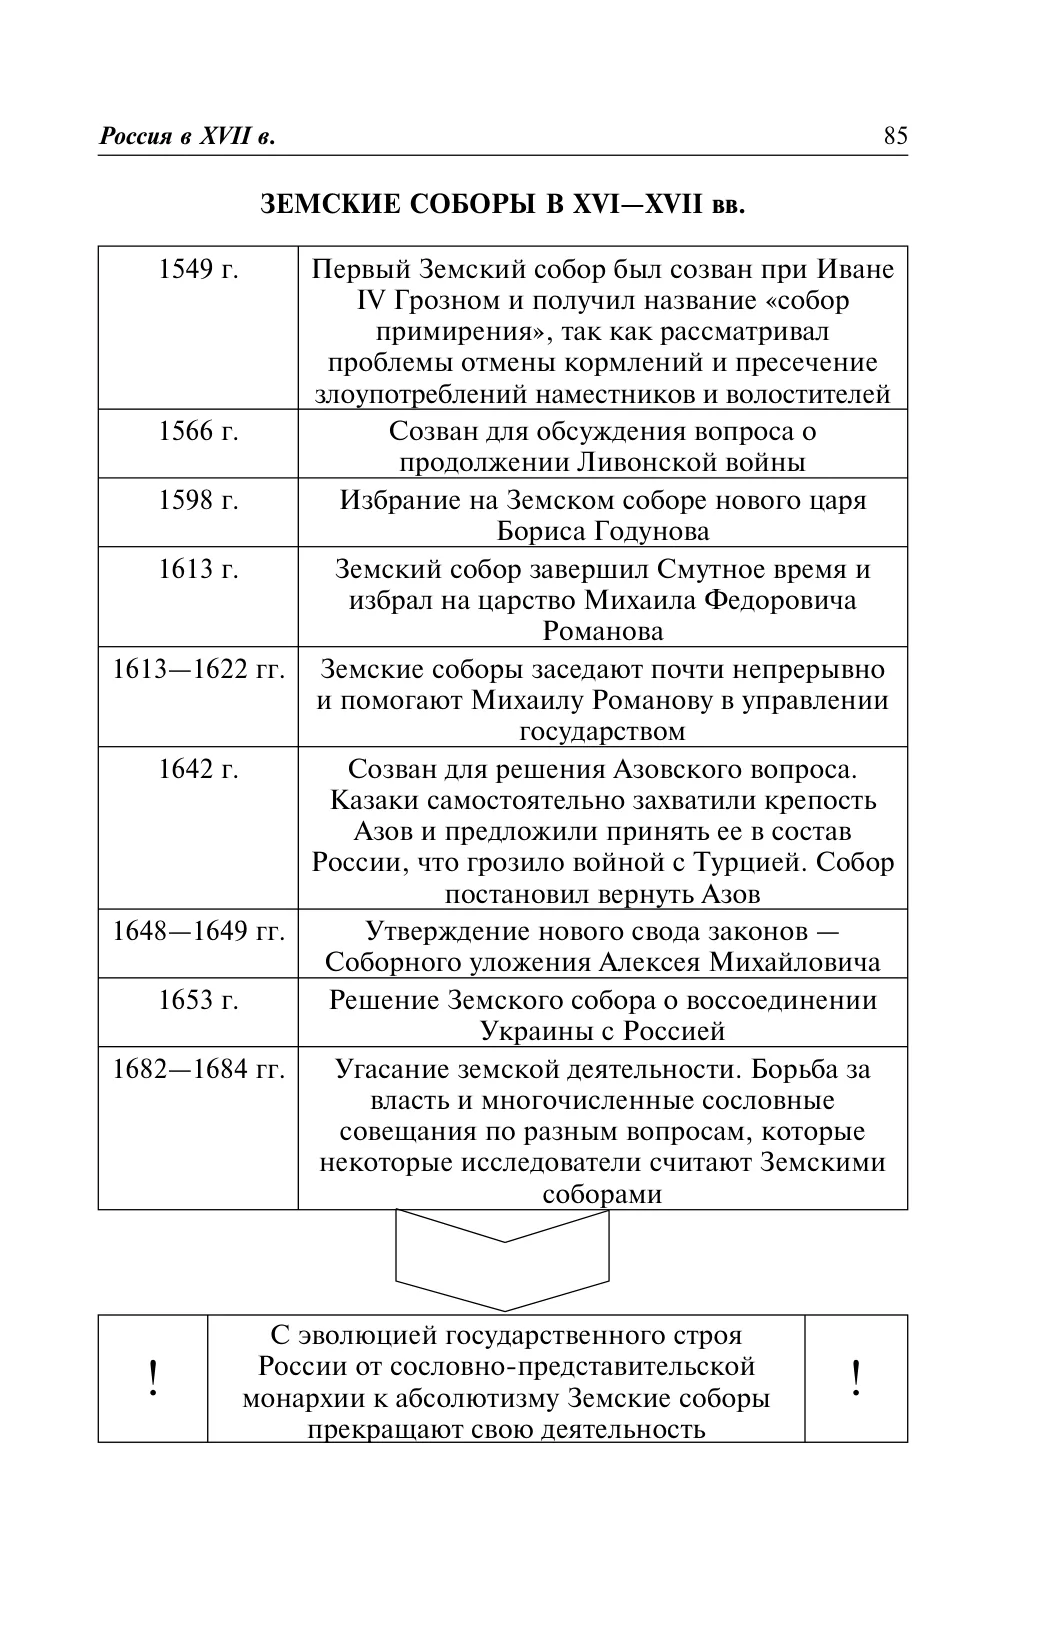 Россия в XVII в. 85
ЗЕМСКИЕ СОБОРЫ В XVI—XVII вв.
1549 г.
Первый Земский собор был созван при Иване
IV Грозном и получил название «собор
примирения», так как рассматривал
проблемы отмены кормлений и пресечение
злоупотреблений наместников и волостителей
1566 г.
Созван для обсуждения вопроса о
продолжении Ливонской войны
1598 г.
Избрание на Земском соборе нового царя
Бориса Годунова
1613 г.
Земский собор завершил Смутное время и
избрал на царство Михаила Федоровича
Романова
1613—1622 гг.
Земские соборы заседают почти непрерывно
и помогают Михаилу Романову в управлении
государством
1642 г.
Созван для решения Азовского вопроса.
Казаки самостоятельно захватили крепость
Азов и предложили принять ее в состав
России, что грозило войной с Турцией. Собор
постановил вернуть Азов
1648—1649 гг.
Утверждение нового свода законов —
Соборного уложения Алексея Михайловича
1653 г.
Решение Земского собора о воссоединении
Украины с Россией
1682—1684 гг.
Угасание земской деятельности. Борьба за
власть и многочисленные сословные
совещания по разным вопросам, которые
некоторые исследователи считают Земскими
соборами
!
С эволюцией государственного строя
России от сословно-представительской
монархии к абсолютизму Земские соборы
прекращают свою деятельность
!